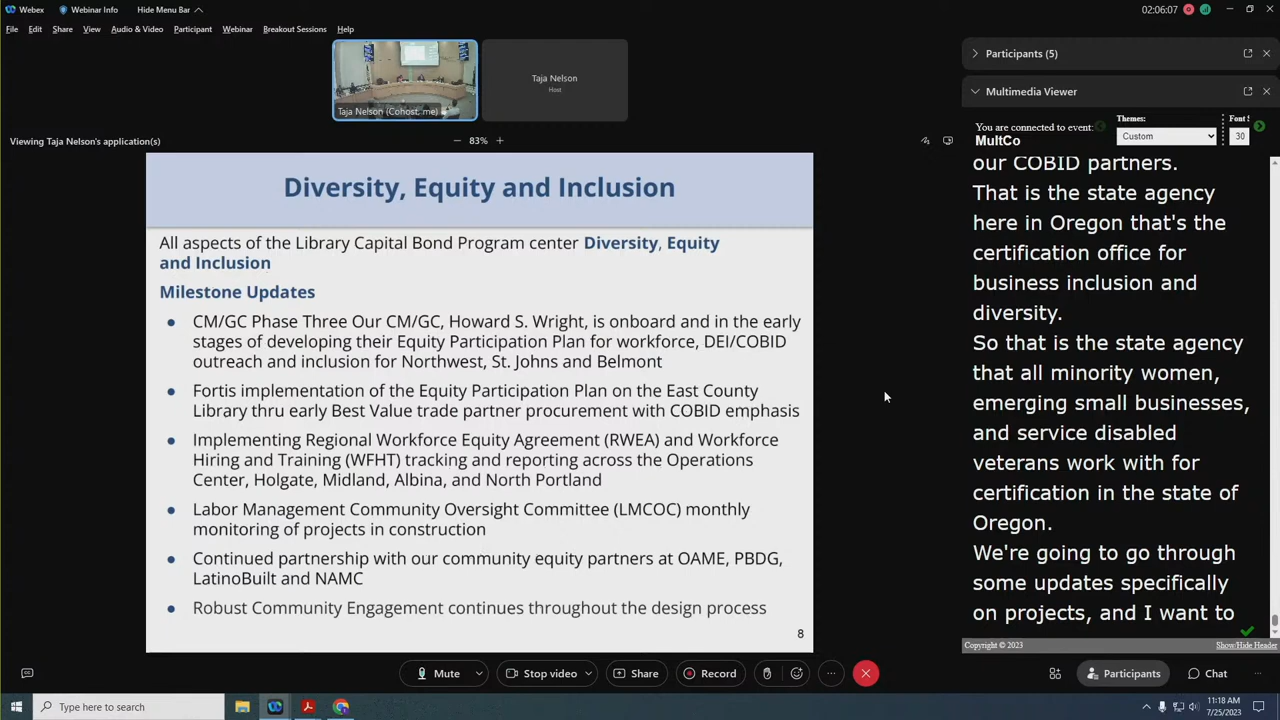 Webex
Webinar Info
Hide Menu Bar
02:06:07
File Edit Share View Audio & Video Participant Webinar Breakout Sessions Help
Taja Nelson (Cohost, me)
Taja Nelson
Host
Viewing Taja Nelson's application(s)
83%
Diversity, Equity and Inclusion
All aspects of the Library Capital Bond Program center Diversity, Equity
and Inclusion
Milestone Updates
• CM/GC Phase Three Our CM/GC, Howard S. Wright, is onboard and in the early
stages of developing their Equity Participation Plan for workforce, DEI/COBID
outreach and inclusion for Northwest, St. Johns and Belmont
• Fortis implementation of the Equity Participation Plan on the East County
Library thru early Best Value trade partner procurement with COBID emphasis
• Implementing Regional Workforce Equity Agreement (RWEA) and Workforce
Hiring and Training (WFHT) tracking and reporting across the Operations
Center, Holgate, Midland, Albina, and North Portland
• Labor Management Community Oversight Committee (LMCOC) monthly
monitoring of projects in construction
• Continued partnership with our community equity partners at OAME, PBDG,
LatinoBuilt and NAMC
• Robust Community Engagement continues throughout the design process
8
Participants (5)
Multimedia Viewer
You are connected to event:
MultCo
Themes:
Custom
Font S
30
our COBID partners.
That is the state agency
here in Oregon that's the
certification office for
business inclusion and
diversity.
So that is the state agency
that all minority women,
emerging small businesses,
and service disabled
veterans work with for
certification in the state of
Oregon.
We're going to go through
some updates specifically
on projects, and I want to
Copyright © 2023
Show/Hide Header
Mute
Stop video
Share
Record
Participants
Chat
Type here to search
11:18 AM
7/25/2023